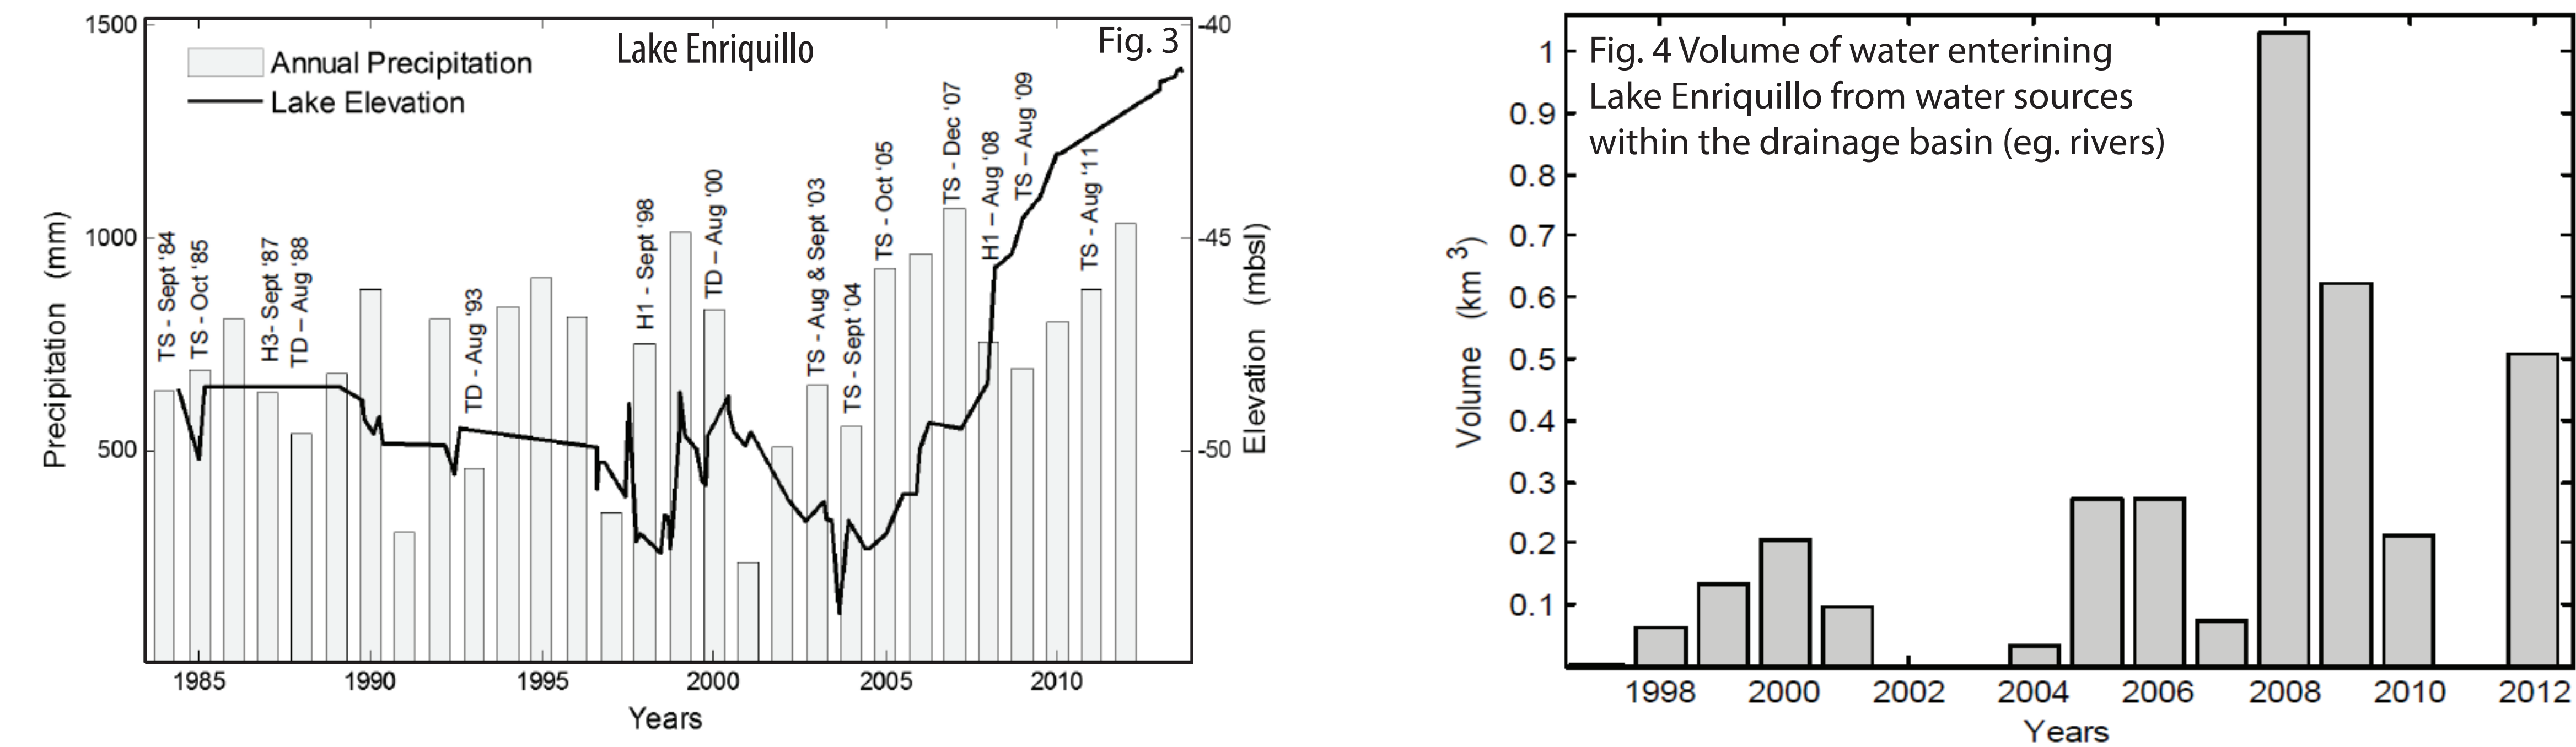 Lake Enriquillo
Fig. 3
Annual Precipitation
Lake Elevation
1500
1000
500
Precipitation (mm)
-40
-45
-50
Elevation (mbsl)
TS - Sept ‘84
TS - Oct ‘85
H3- Sept ‘87
TD – Aug ‘88
TD - Aug ‘93
H1 - Sept ‘98
TD – Aug ‘00
TS - Aug & Sept ‘03
TS - Sept ‘04
TS - Oct ‘05
TS - Dec ‘07
H1 – Aug ‘08
TS – Aug ‘09
TS - Aug ‘11
1985 1990 1995 2000 2005 2010
Years
Fig. 4 Volume of water enterining
Lake Enriquillo from water sources
within the drainage basin (eg. rivers)
1
0.9
0.8
0.7
0.6
0.5
0.4
0.3
0.2
0.1
Volume (km 3)
1998 2000 2002 2004 2006 2008 2010 2012
Years